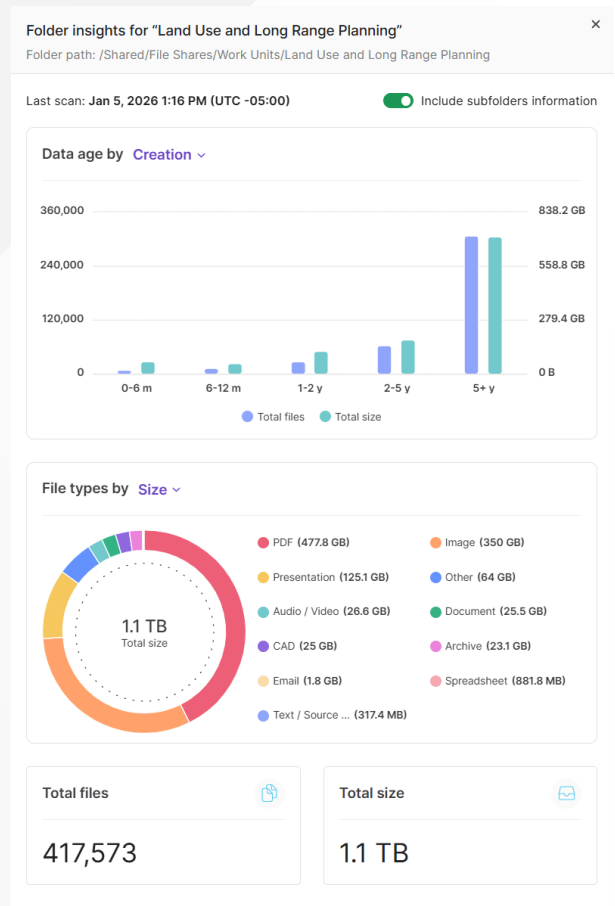 Folder insights for “Land Use and Long Range Planning”
Folder path: /Shared/File Shares/Work Units/Land Use and Long Range Planning
Last scan: Jan 5, 2026 1:16 PM (UTC -05:00)
Include subfolders information
Data age by Creation
360,000
838.2 GB
240,000
558.8 GB
120,000
279.4 GB
0
0 B
0-6 m
6-12 m
1-2 y
2-5 y
5+ y
Total files
Total size
File types by Size
1.1 TB
Total size
PDF (477.8 GB)
Image (350 GB)
Presentation (125.1 GB)
Other (64 GB)
Audio / Video (26.6 GB)
Document (25.5 GB)
CAD (25 GB)
Archive (23.1 GB)
Email (1.8 GB)
Spreadsheet (881.8 MB)
Text / Source ... (317.4 MB)
Total files
Total size
417,573
1.1 TB